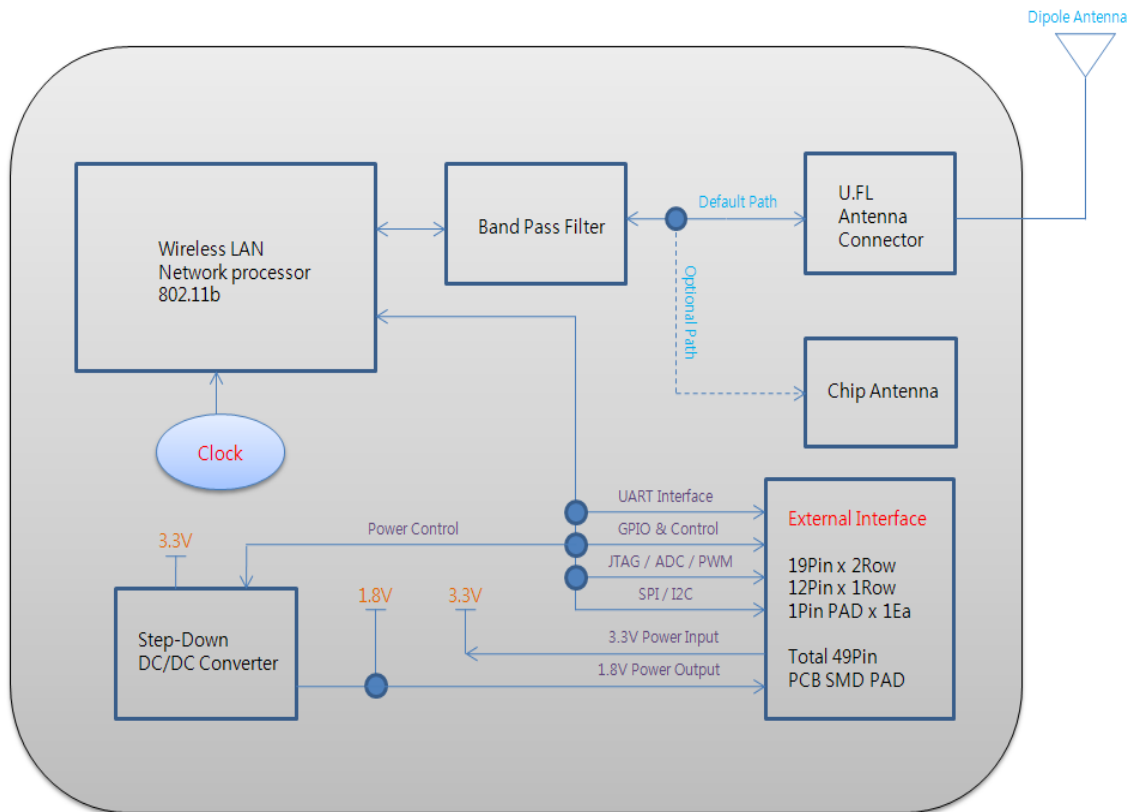 Dipole Antenna
Wireless LAN
Network processor
802.11b
Band Pass Filter
Default Path
U.FL
Antenna
Connector
Optional Path
Chip Antenna
Clock
UART Interface
GPIO & Control
JTAG / ADC / PWM
SPI / I2C
3.3V Power Input
1.8V Power Output
Power Control
3.3V
1.8V
3.3V
Step-Down
DC/DC Converter
External Interface
19Pin x 2Row
12Pin x 1Row
1Pin PAD x 1Ea
Total 49Pin
PCB SMD PAD